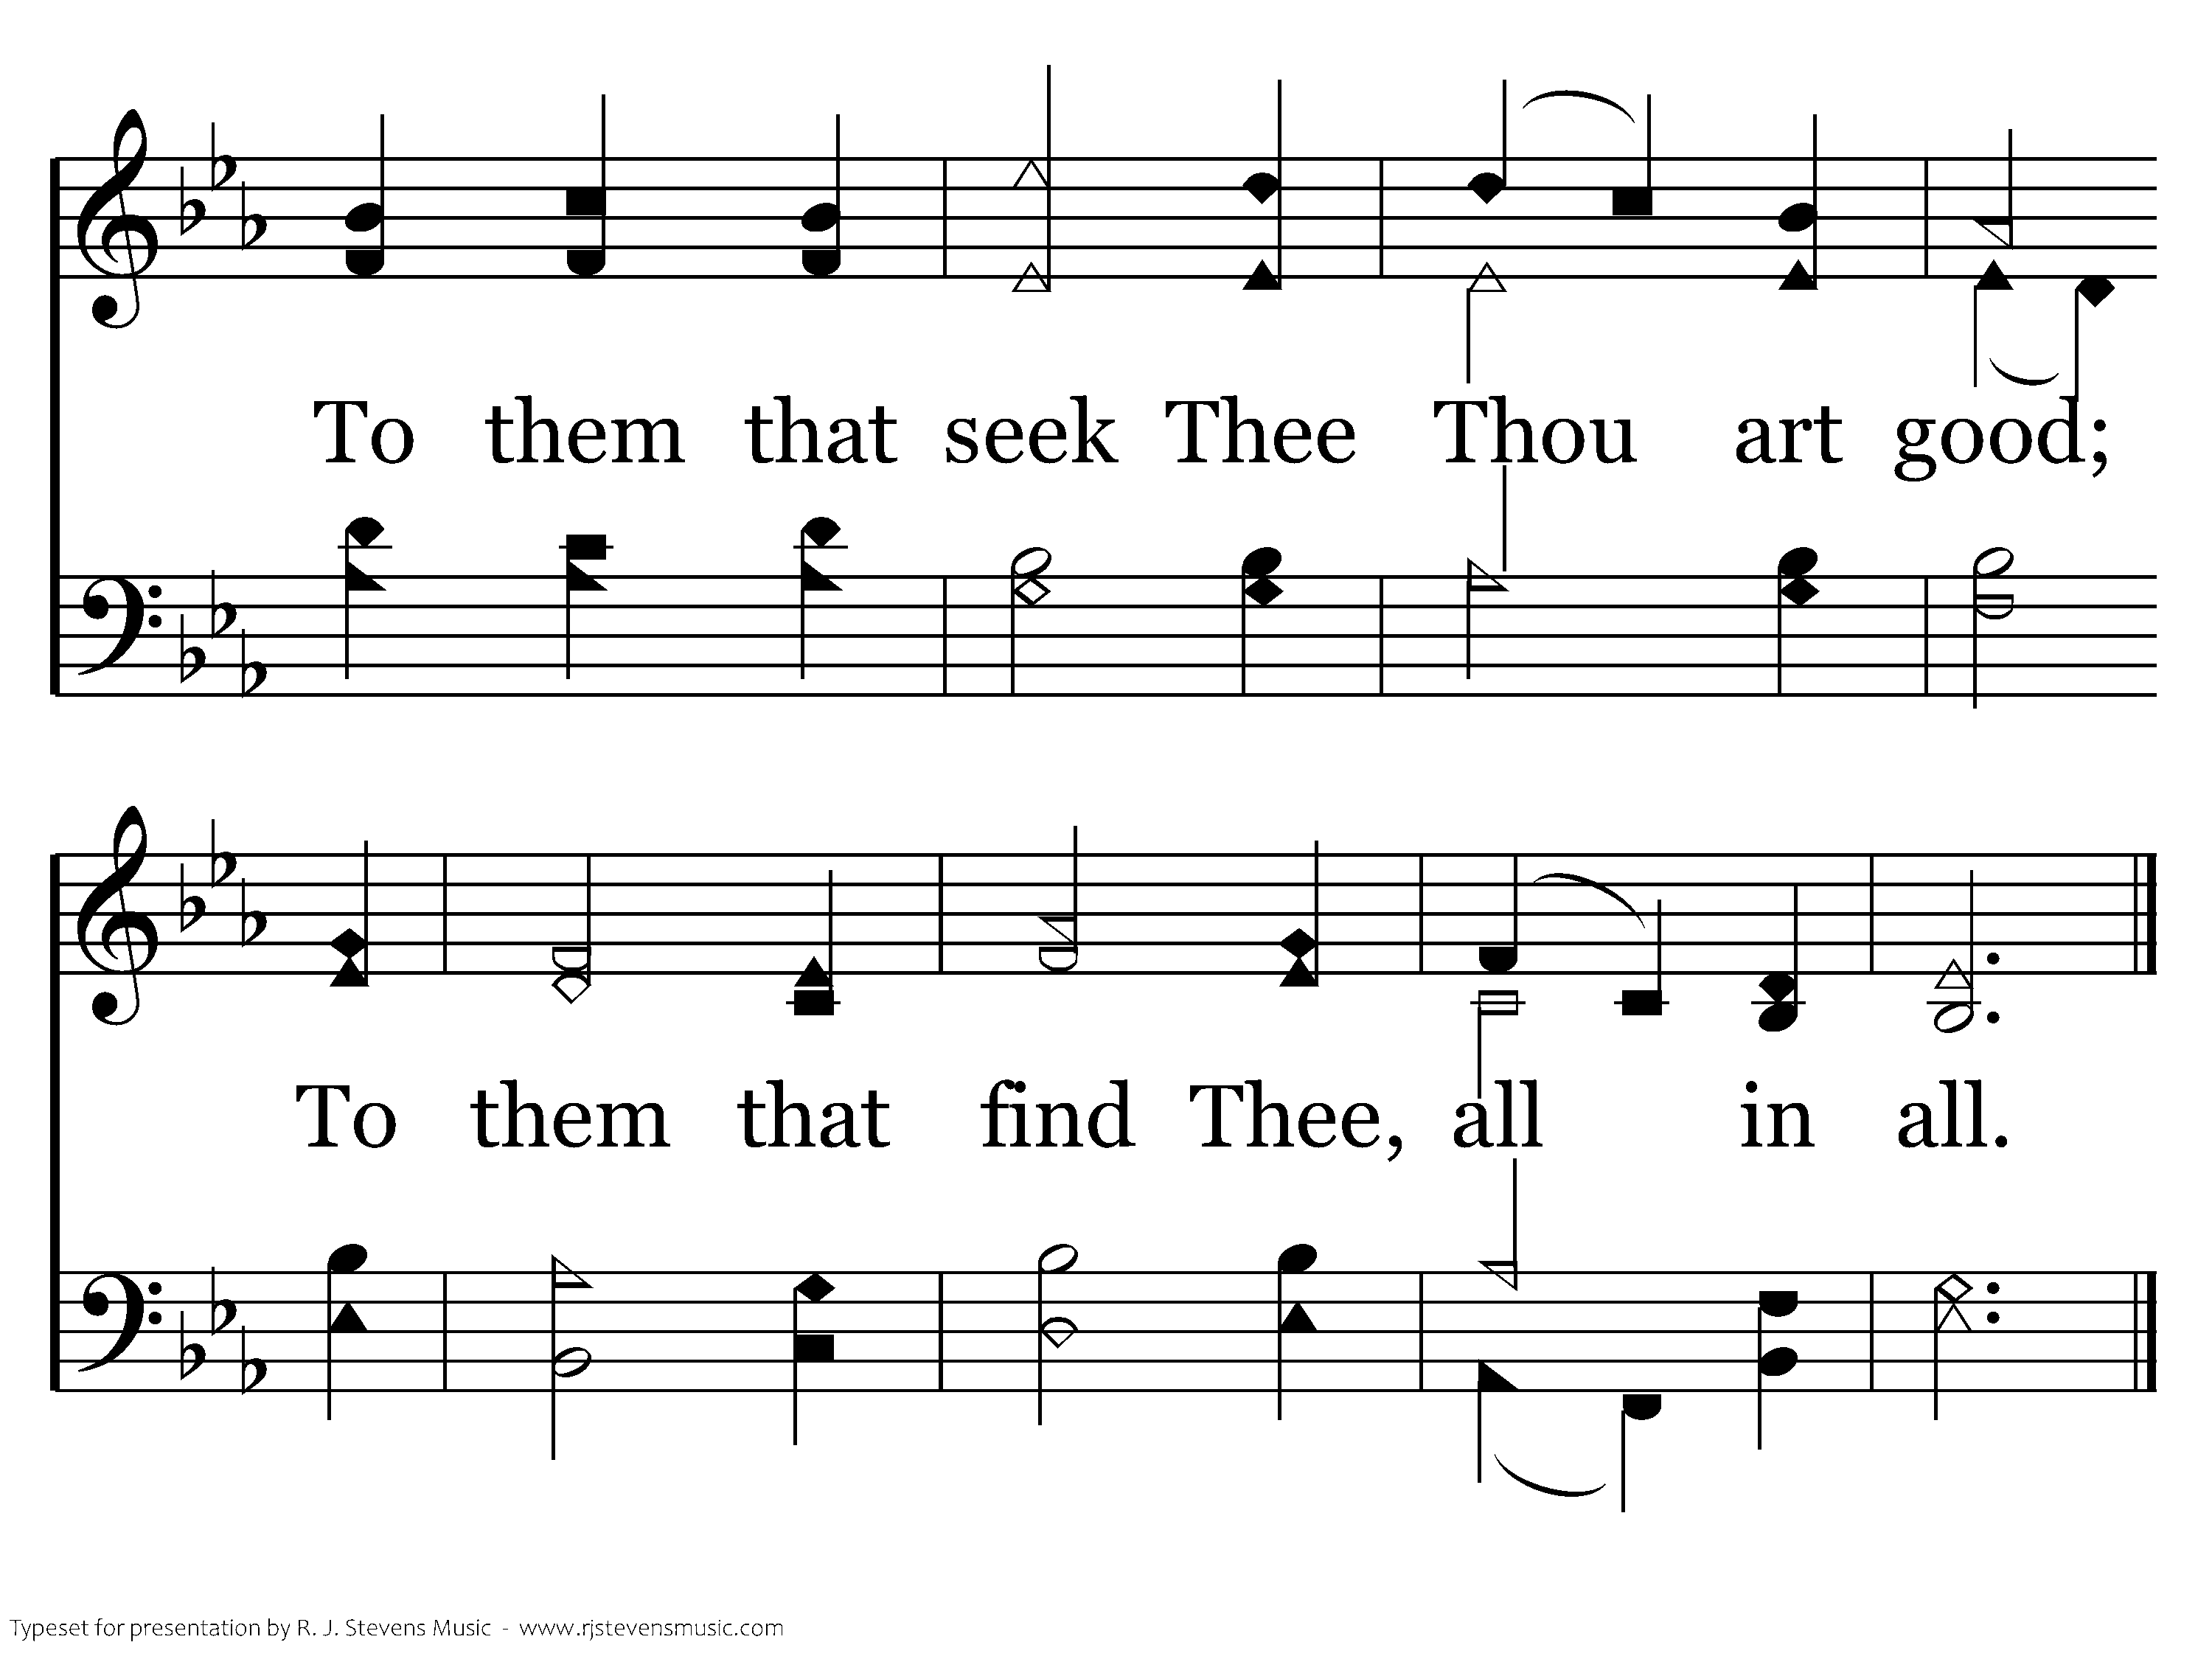 To them that seek Thee Thou art good;
To them that find Thee, all in all.
Typeset for presentation by R. J. Stevens Music - www.rjstevensmusic.com